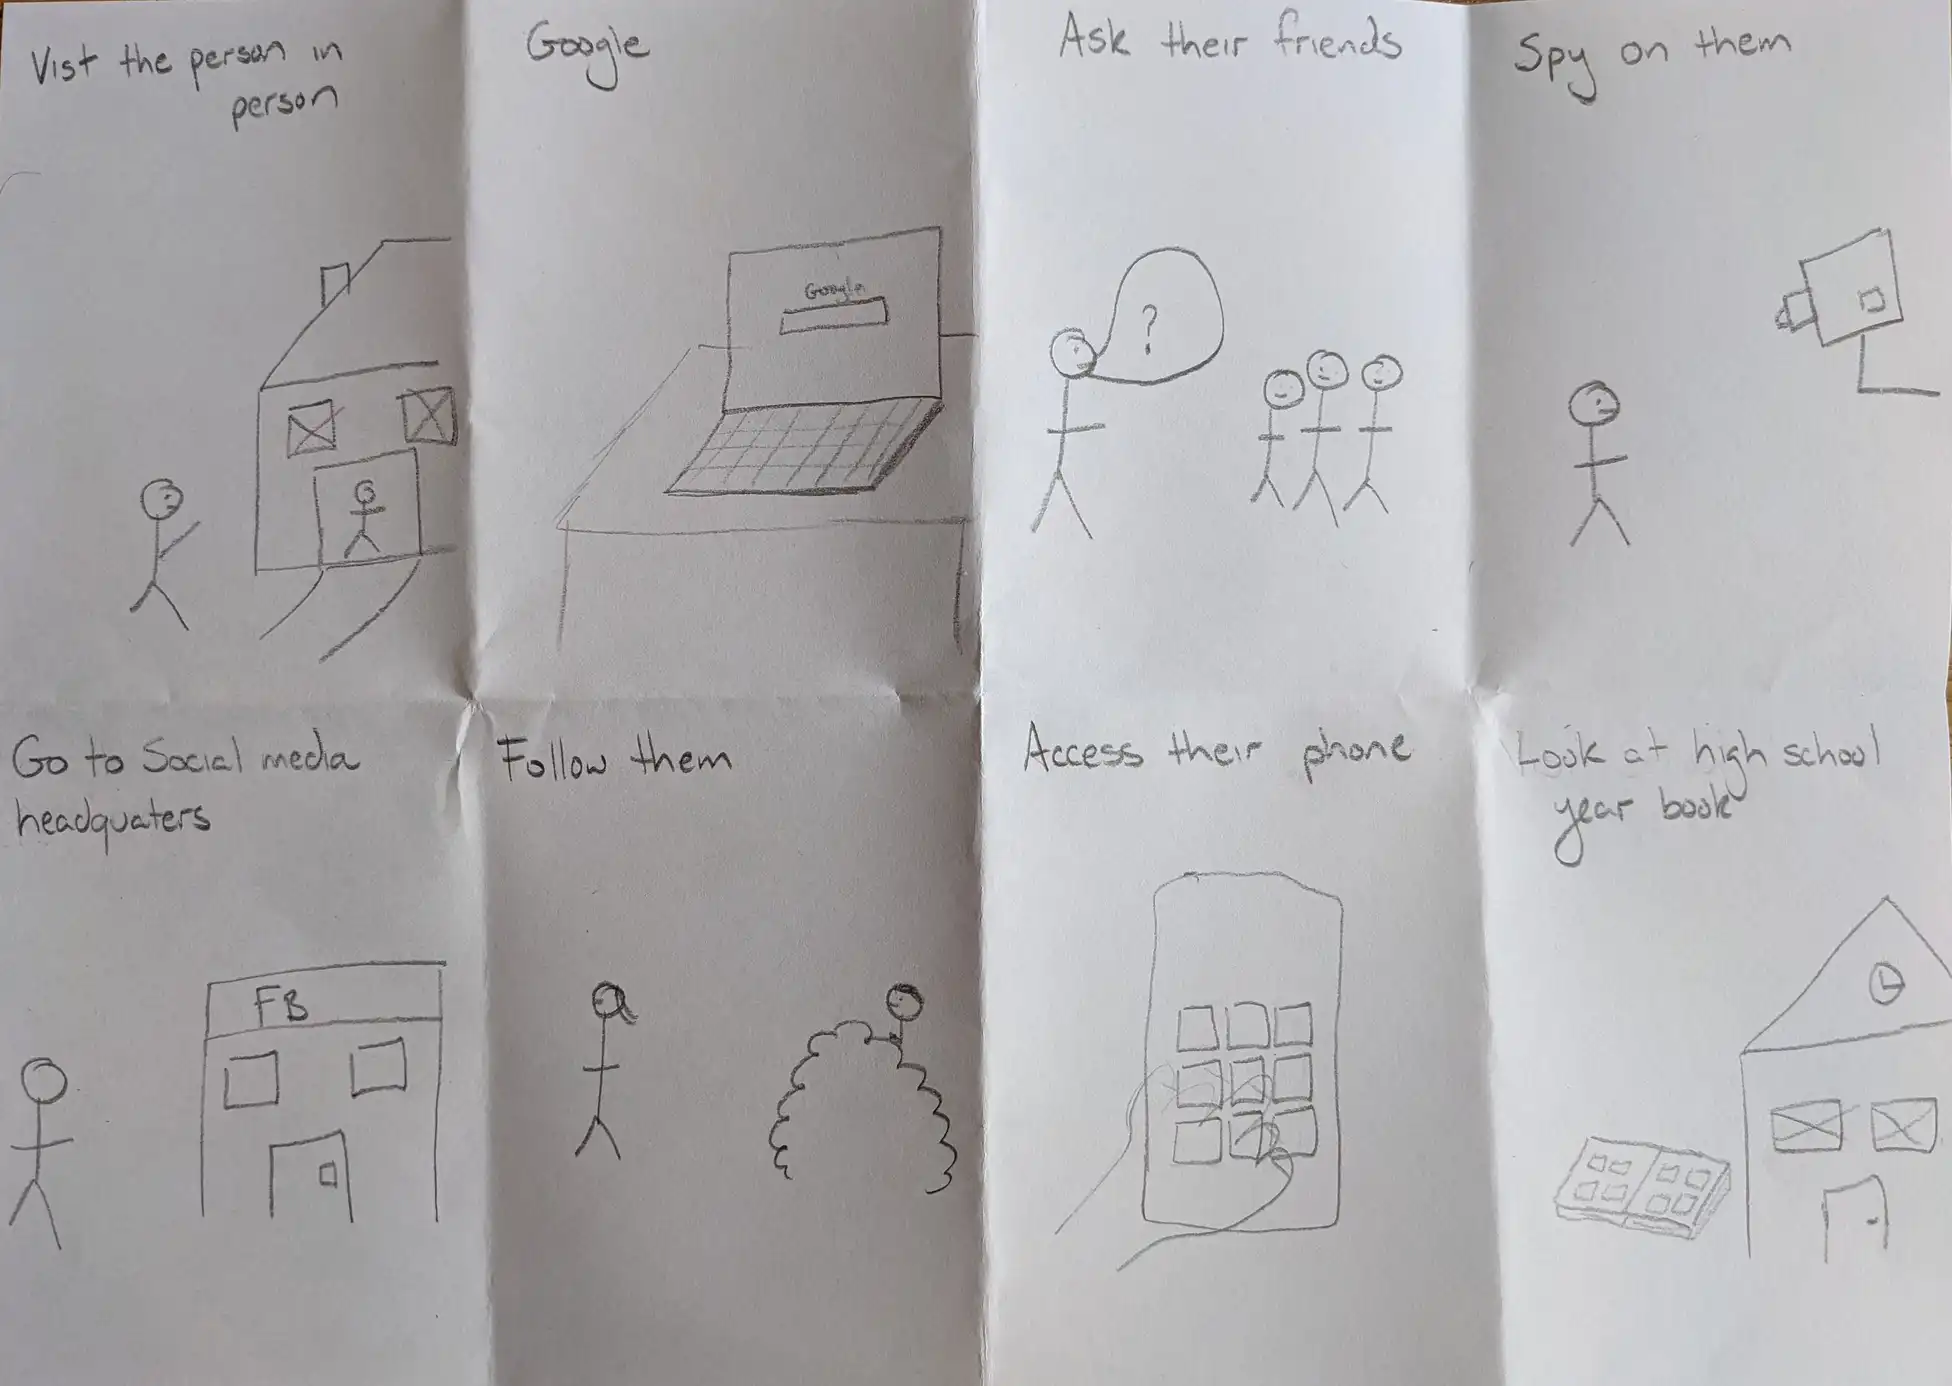 Vist the person in
person
Google
Google
Ask their friends
?
Spy on them
Go to Social media
headquaters
FB
Follow them
Access their phone
Look at high school
year book